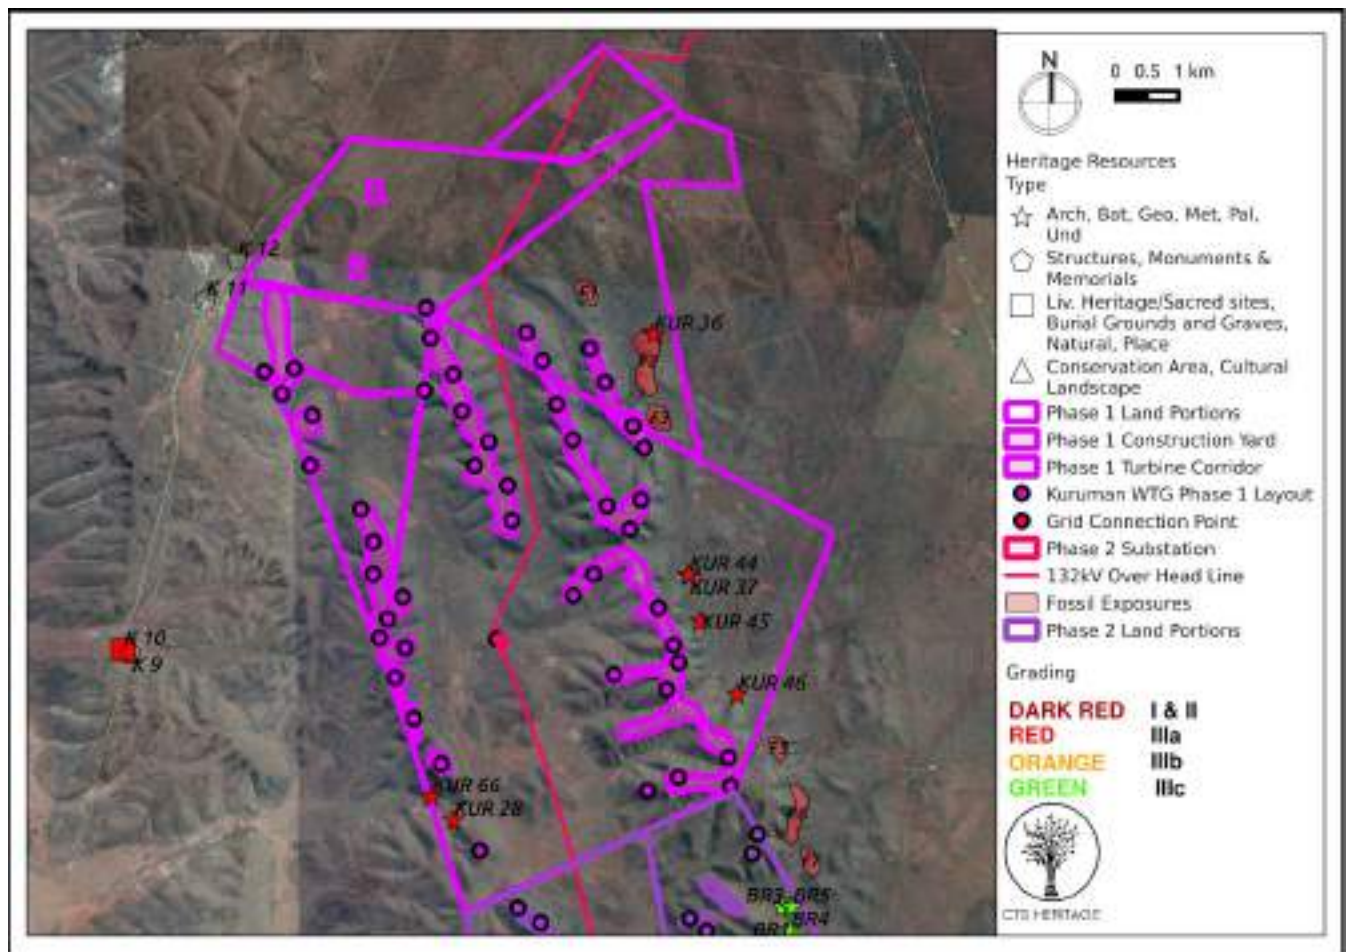 N
0 0.5 1 km
Heritage Resources
Type
Arch, Bat, Geo, Met, Pal,
Und
Structures, Monuments &
Memorials
Liv. Heritage/Sacred sites,
Burial Grounds and Graves,
Natural, Place
Conservation Area, Cultural
Landscape
Phase 1 Land Portions
Phase 1 Construction Yard
Phase 1 Turbine Corridor
Kuruman WTG Phase 1 Layout
Grid Connection Point
Phase 2 Substation
132kV Over Head Line
Fossil Exposures
Phase 2 Land Portions
Grading
DARK RED I & II
RED IIIa
ORANGE IIIb
GREEN IIIc
CTS HERITAGE
K 12
K 11
KUR 36
KUR 44
KUR 37
KUR 45
K 10
K 9
KUR 46
KUR 66
KUR 28
BR3
BR5
BR4